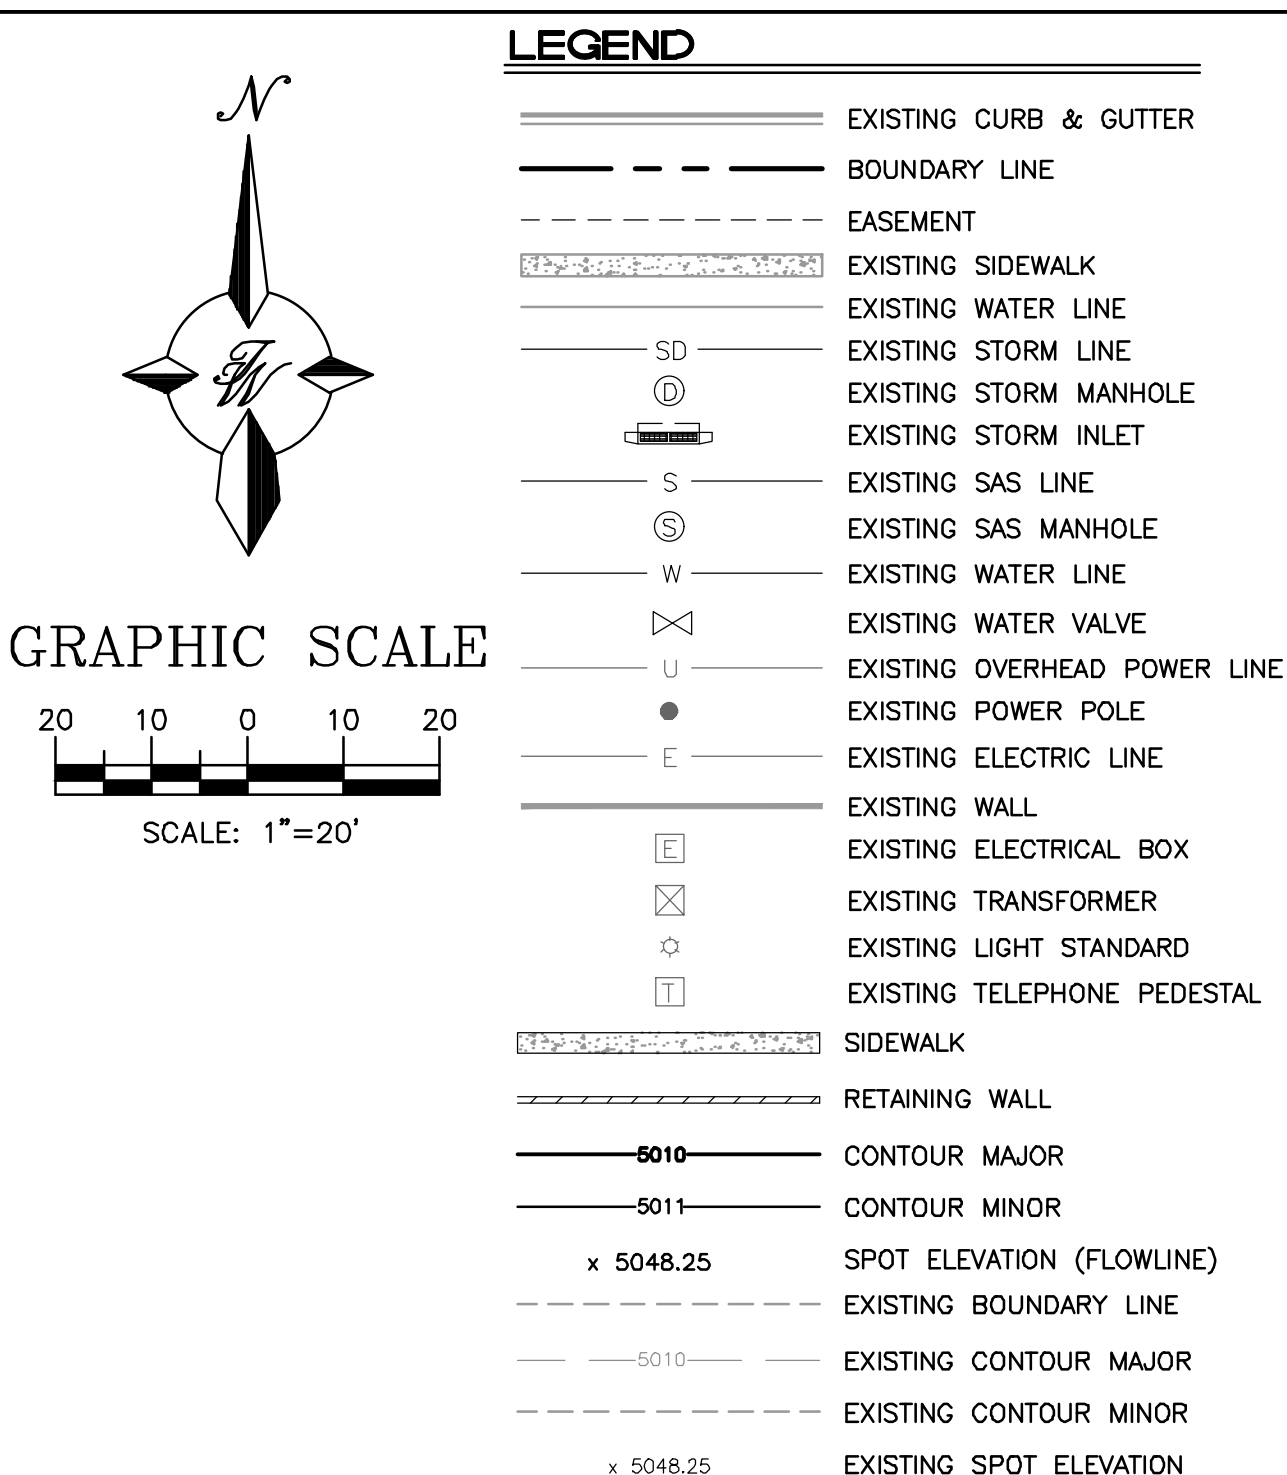 LEGEND
N
TW
GRAPHIC SCALE
20 10 0 10 20
SCALE: 1"=20'
EXISTING CURB & GUTTER
BOUNDARY LINE
EASEMENT
EXISTING SIDEWALK
EXISTING WATER LINE
SD EXISTING STORM LINE
D EXISTING STORM MANHOLE
EXISTING STORM INLET
S EXISTING SAS LINE
S EXISTING SAS MANHOLE
W EXISTING WATER LINE
EXISTING WATER VALVE
U EXISTING OVERHEAD POWER LINE
EXISTING POWER POLE
E EXISTING ELECTRIC LINE
EXISTING WALL
E EXISTING ELECTRICAL BOX
EXISTING TRANSFORMER
EXISTING LIGHT STANDARD
T EXISTING TELEPHONE PEDESTAL
SIDEWALK
RETAINING WALL
5010 CONTOUR MAJOR
5011 CONTOUR MINOR
x 5048.25 SPOT ELEVATION (FLOWLINE)
EXISTING BOUNDARY LINE
5010 EXISTING CONTOUR MAJOR
EXISTING CONTOUR MINOR
x 5048.25 EXISTING SPOT ELEVATION